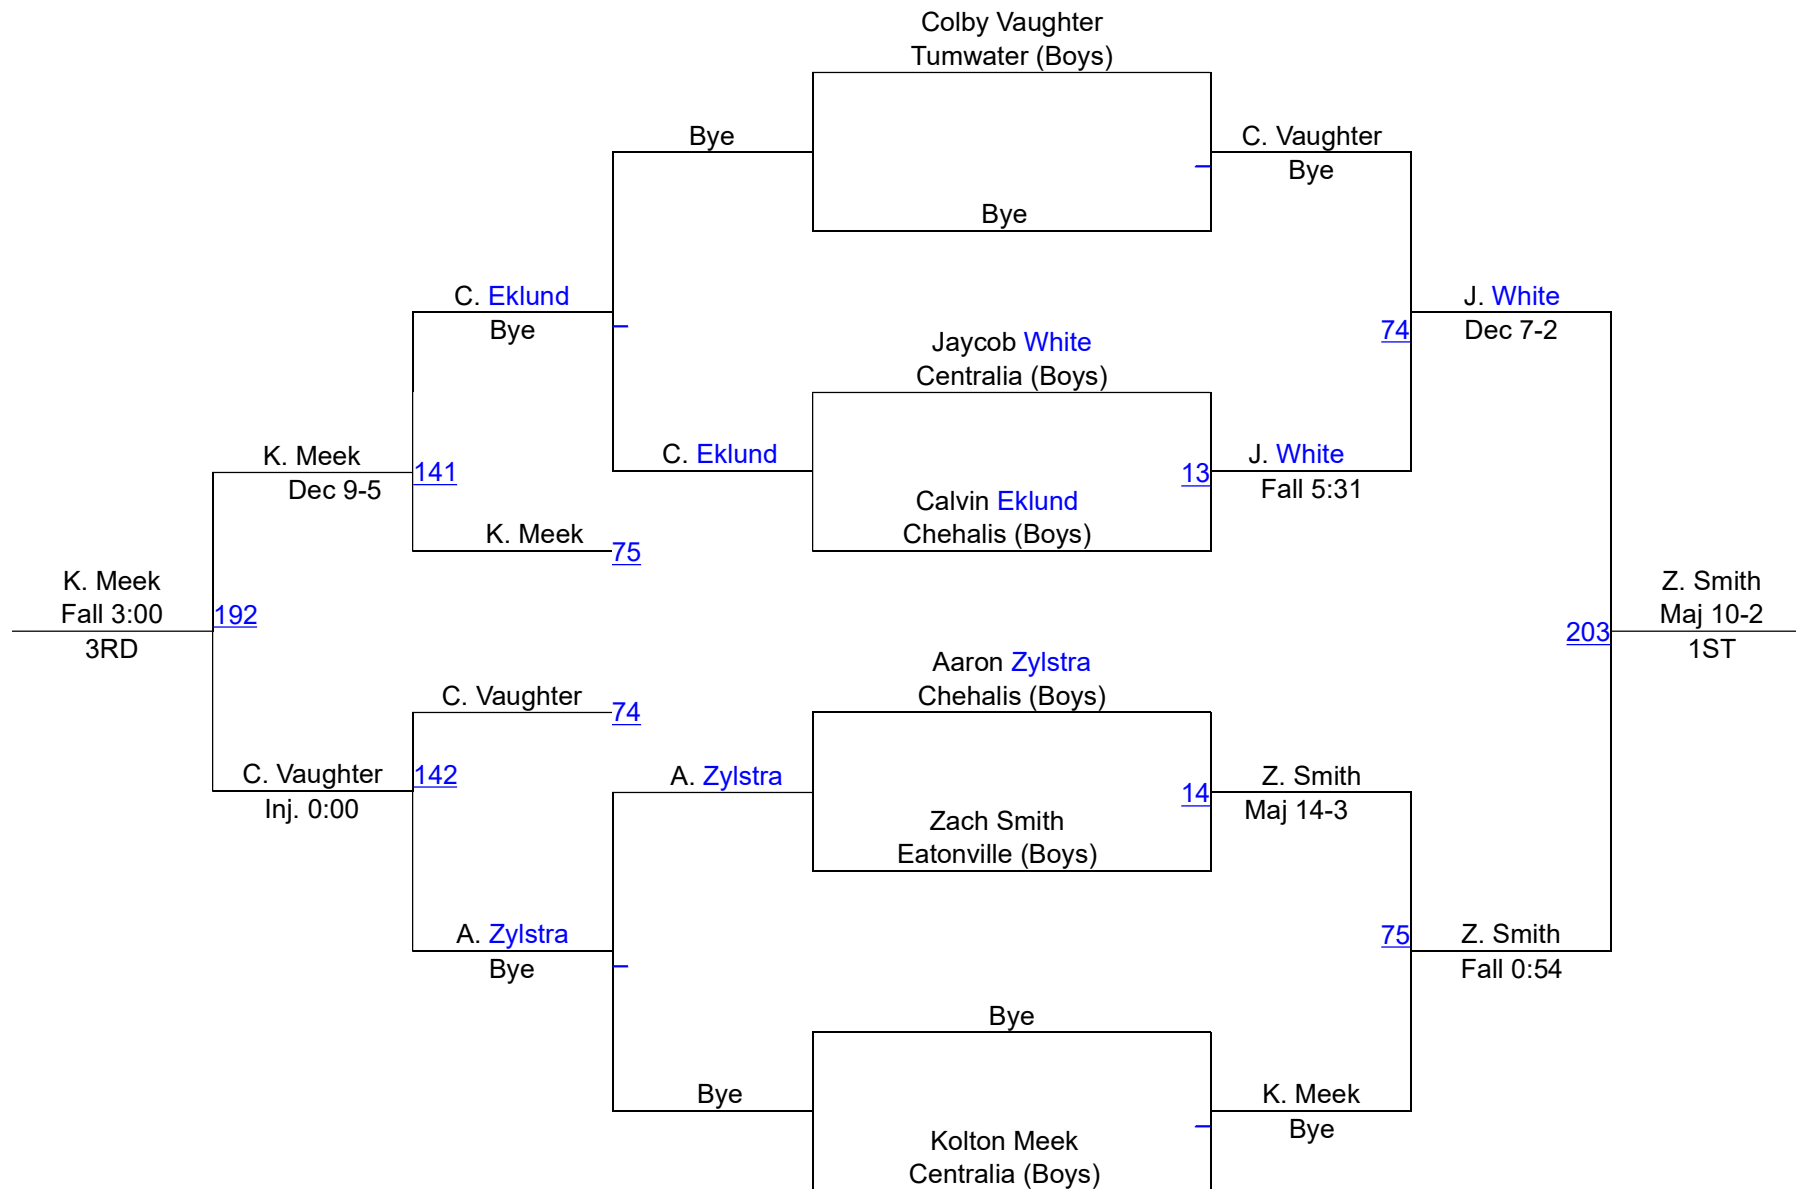 Colby Vaughter
Tumwater (Boys)
Bye
C. Vaughter
Bye
Bye
C. Eklund
Bye
J. White
Dec 7-2
74
Jaycob White
Centralia (Boys)
K. Meek
Dec 9-5
141
C. Eklund
13
J. White
Fall 5:31
Calvin Eklund
Chehalis (Boys)
K. Meek
75
K. Meek
Fall 3:00
3RD
192
Z. Smith
Maj 10-2
1ST
203
Aaron Zylstra
Chehalis (Boys)
C. Vaughter
74
C. Vaughter
Inj. 0:00
142
A. Zylstra
14
Z. Smith
Maj 14-3
Zach Smith
Eatonville (Boys)
A. Zylstra
Bye
75
Z. Smith
Fall 0:54
Bye
Bye
K. Meek
Bye
Kolton Meek
Centralia (Boys)